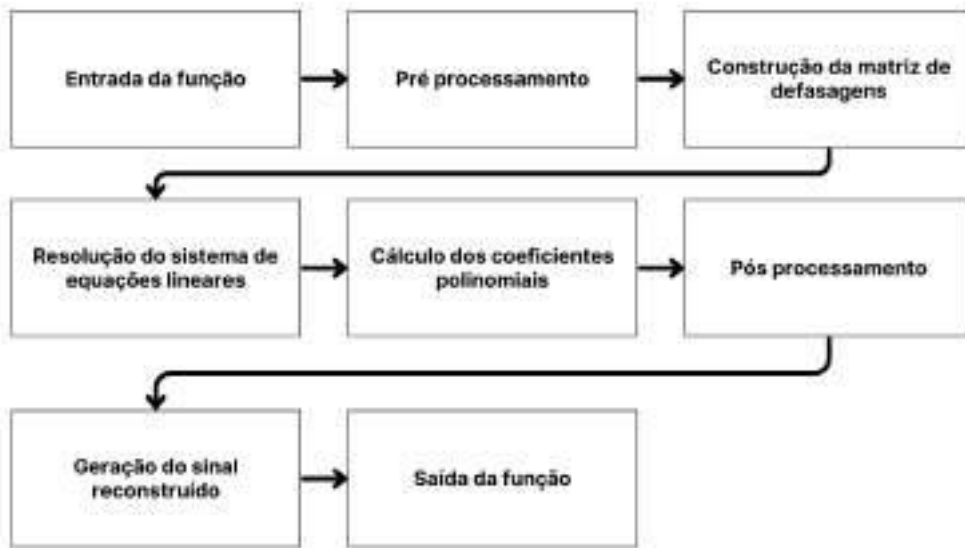 Entrada da função
Pré processamento
Construção da matriz de
defasagens
Resolução do sistema de
equações lineares
Cálculo dos coeficientes
polinomiais
Pós processamento
Geração do sinal
reconstruído
Saída da função